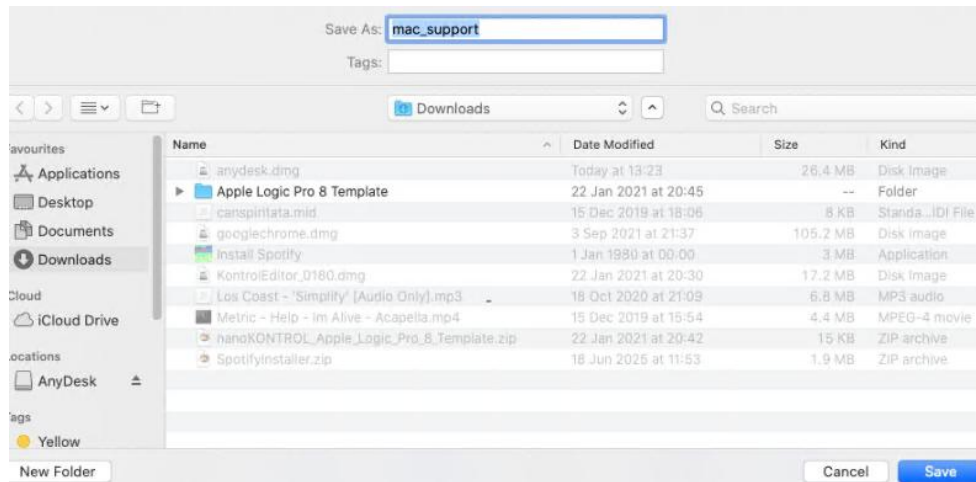 Save As: mac_support
Tags:
Downloads
Search
avourites
Applications
Desktop
Documents
Downloads
Cloud
iCloud Drive
ocations
AnyDesk
ags
Yellow
Name Date Modified Size Kind
anydesk.dmg Today at 13:23 26.4 MB Disk Image
Apple Logic Pro 8 Template 22 Jan 2021 at 20:45 -- Folder
canspintata.mid 15 Dec 2019 at 18:06 8 KB Standa...IDI File
googlechrome.dmg 3 Sep 2021 at 21:37 105.2 MB Disk Image
Install Spotify 1 Jan 1980 at 00:00 3 MB Application
KontrolEditor_0180.dmg 22 Jan 2021 at 20:30 17.2 MB Disk Image
Los Coast - 'Simplify' [Audio Only].mp3 18 Oct 2020 at 21:09 6.8 MB MP3 audio
Metric - Help - Im Alive - Acapella.mp4 15 Dec 2019 at 15:54 4.4 MB MPEG-4 movie
nanoKONTROL_Apple_Logic_Pro_8_Template.zip 22 Jan 2021 at 20:42 15 KB ZIP archive
SpotifyInstaller.zip 18 Jun 2025 at 11:53 1.9 MB ZIP archive
New Folder Cancel Save